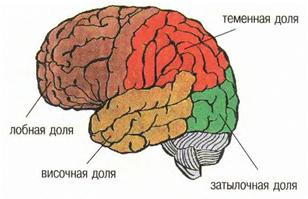 теменная доля
лобная доля
височная доля
затылочная доля